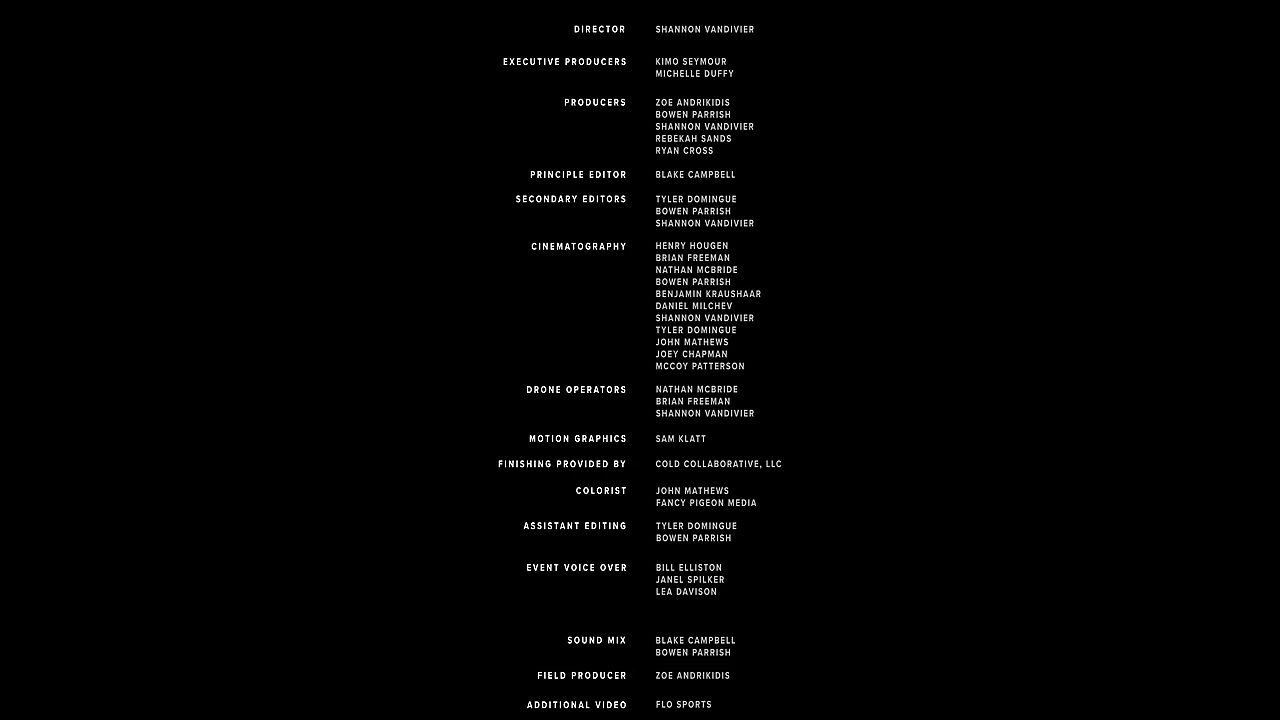 DIRECTOR SHANNON VANDIVIER
EXECUTIVE PRODUCERS KIMO SEYMOUR
MICHELLE DUFFY
PRODUCERS ZOE ANDRIKIDIS
BOWEN PARRISH
SHANNON VANDIVIER
REBEKAH SANDS
RYAN CROSS
PRINCIPLE EDITOR BLAKE CAMPBELL
SECONDARY EDITORS TYLER DOMINGUE
BOWEN PARRISH
SHANNON VANDIVIER
CINEMATOGRAPHY HENRY HOUGEN
BRIAN FREEMAN
NATHAN MCBRIDE
BOWEN PARRISH
BENJAMIN KRAUSHAAR
DANIEL MILCHEV
SHANNON VANDIVIER
TYLER DOMINGUE
JOHN MATHEWS
JOEY CHAPMAN
MCCOY PATTERSON
DRONE OPERATORS NATHAN MCBRIDE
BRIAN FREEMAN
SHANNON VANDIVIER
MOTION GRAPHICS SAM KLATT
FINISHING PROVIDED BY COLD COLLABORATIVE, LLC
COLORIST JOHN MATHEWS
FANCY PIGEON MEDIA
ASSISTANT EDITING TYLER DOMINGUE
BOWEN PARRISH
EVENT VOICE OVER BILL ELLISTON
JANEL SPILKER
LEA DAVISON
SOUND MIX BLAKE CAMPBELL
BOWEN PARRISH
FIELD PRODUCER ZOE ANDRIKIDIS
ADDITIONAL VIDEO FLO SPORTS